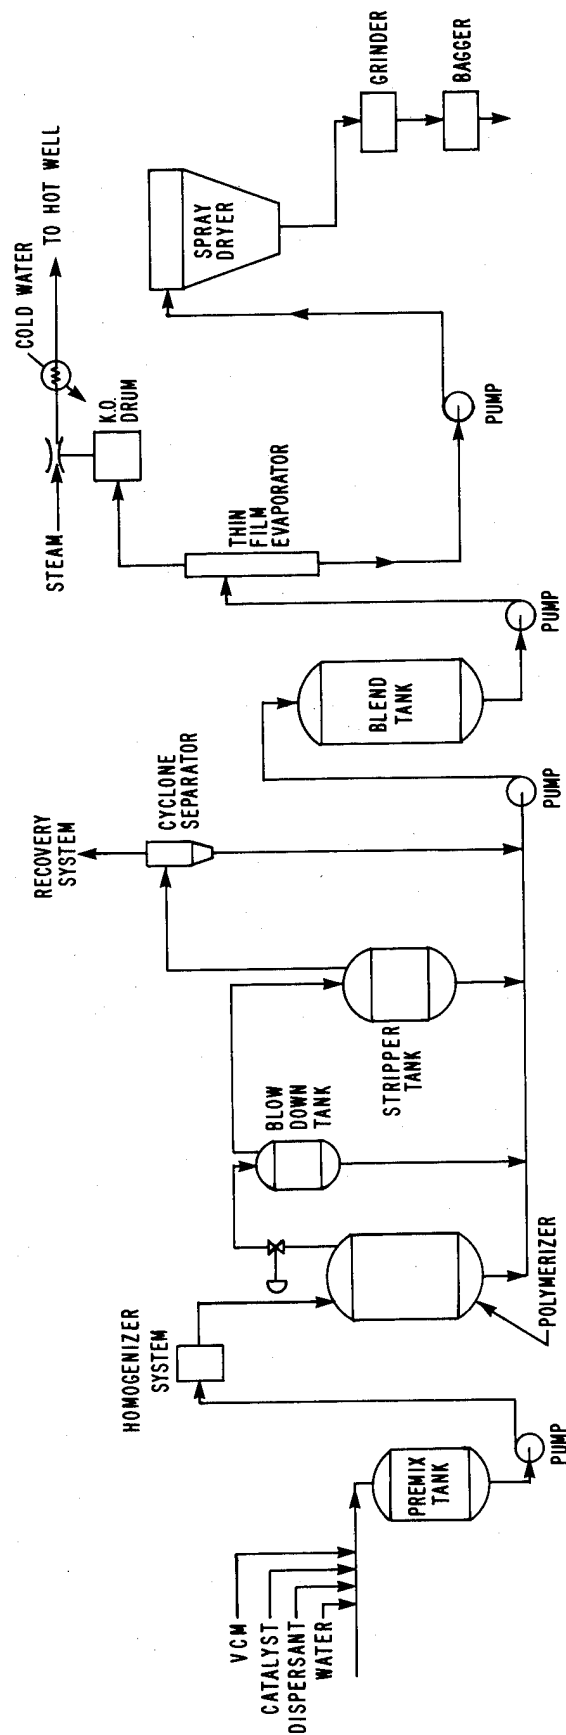 VCM
CATALYST
DISPERSANT
WATER
PREMIX
TANK
PUMP
HOMOGENIZER
SYSTEM
POLYMERIZER
BLOW
DOWN
TANK
STRIPPER
TANK
RECOVERY
SYSTEM
CYCLONE
SEPARATOR
PUMP
BLEND
TANK
PUMP
THIN
FILM
EVAPORATOR
STEAM
K.O.
DRUM
COLD WATER
TO HOT WELL
PUMP
SPRAY
DRYER
GRINDER
BAGGER